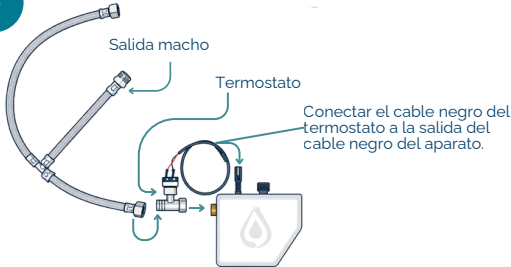 Salida macho
Termostato
Conectar el cable negro del
termostato a la salida del
cable negro del aparato.